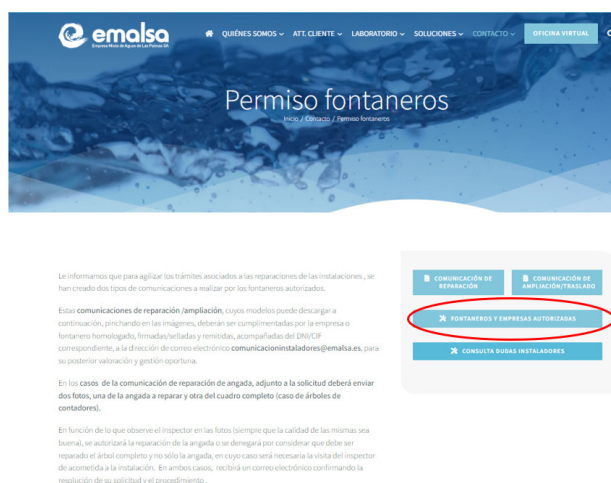 emalsa
Empresa Mixta de Aguas de Las Palmas SA
QUIÉNES SOMOS
ATT. CLIENTE
LABORATORIO
SOLUCIONES
CONTACTO
OFICINA VIRTUAL
Permiso fontaneros
Inicio / Contacto / Permiso fontaneros
Le informamos que para agilizar los trámites asociados a las reparaciones de las instalaciones , se
han creado dos tipos de comunicaciones a realizar por los fontaneros autorizados.
Estas comunicaciones de reparación /ampliación, cuyos modelos puede descargar a
continuación, pinchando en las imágenes, deberán ser cumplimentadas por la empresa o
fontanero homologado, firmadas/selladas y remitidas, acompañadas del DNI/CIF
correspondiente, a la dirección de correo electrónico comunicacioninstaladores@emalsa.es, para
su posterior valoración y gestión oportuna.
En los casos de la comunicación de reparación de angada, adjunto a la solicitud deberá enviar
dos fotos, una de la angada a reparar y otra del cuadro completo (caso de árboles de
contadores).
En función de lo que observe el inspector en las fotos (siempre que la calidad de las mismas sea
buena), se autorizará la reparación de la angada o se denegará por considerar que debe ser
reparado el árbol completo y no sólo la angada, en cuyo caso será necesaria la visita del inspector
de acometida a la instalación. En ambos casos, recibirá un correo electrónico confirmando la
resolución de su solicitud y el procedimiento .
COMUNICACIÓN DE
REPARACIÓN
COMUNICACIÓN DE
AMPLIACIÓN/TRASLADO
FONTANEROS Y EMPRESAS AUTORIZADAS
CONSULTA DUDAS INSTALADORES